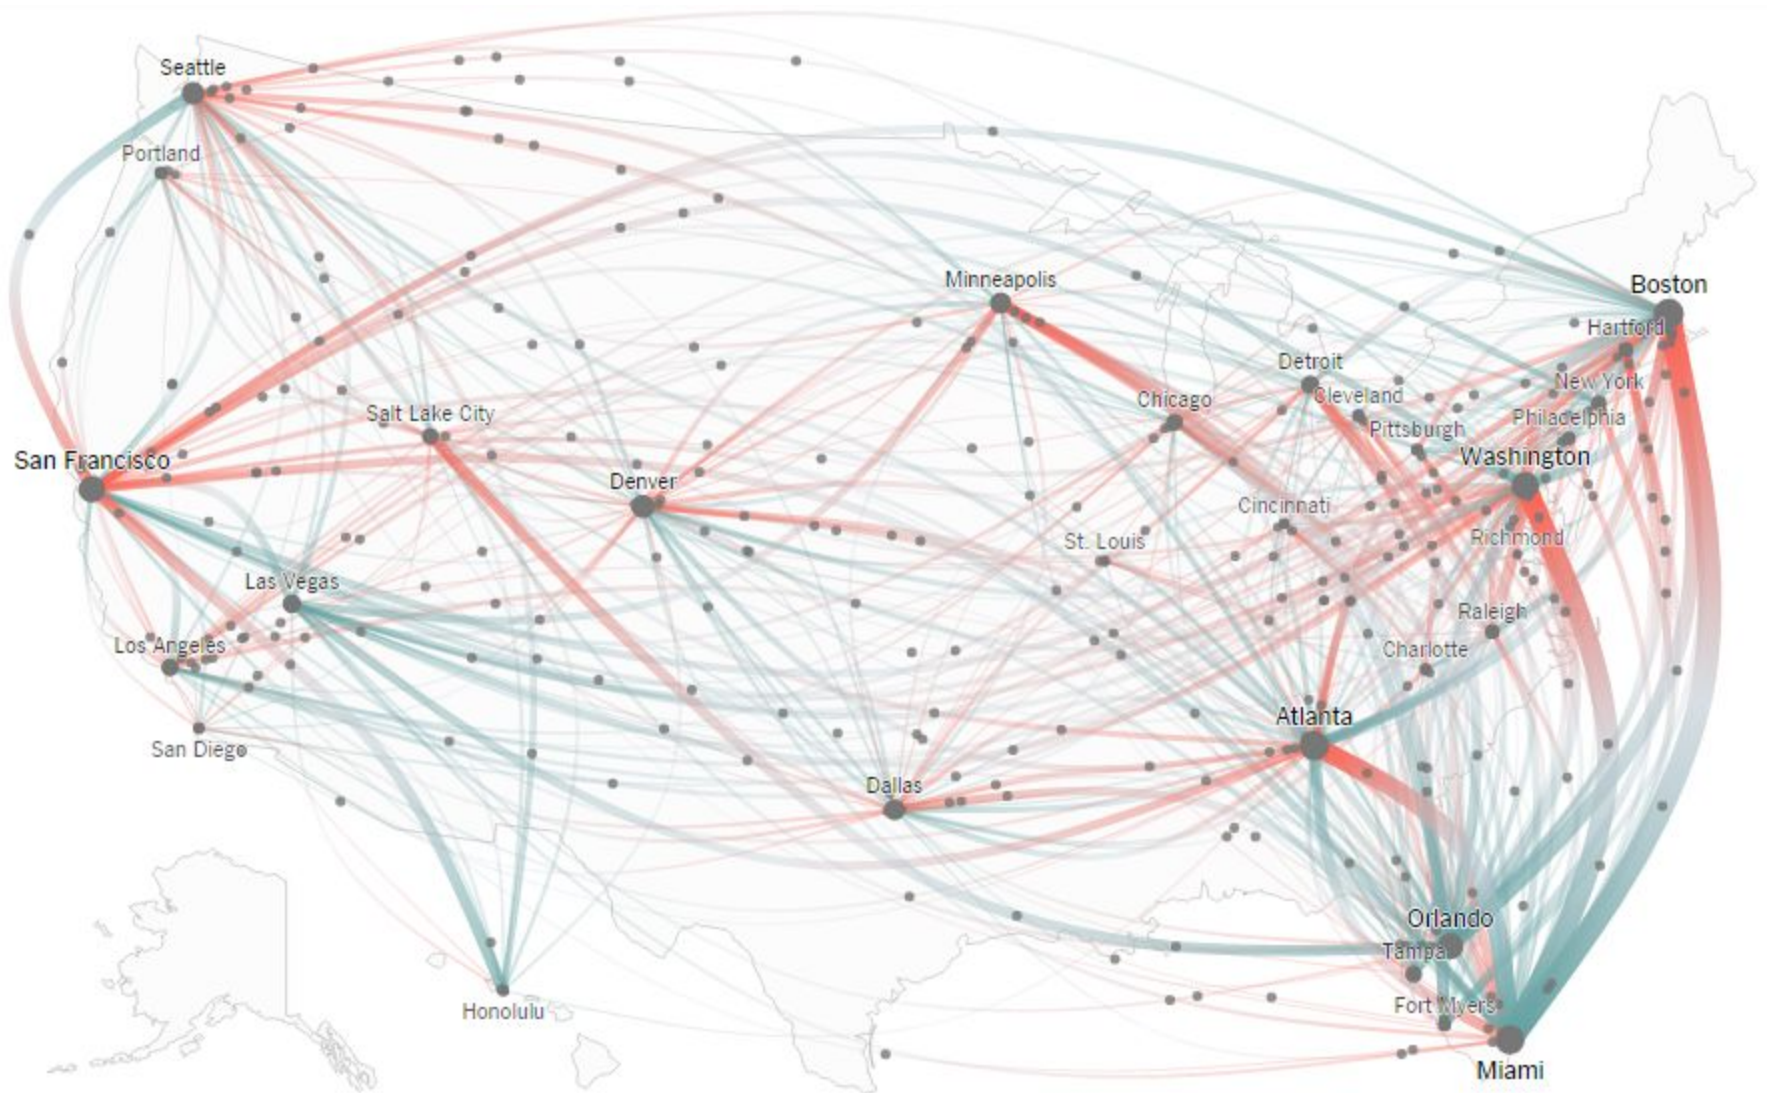 Seattle
Portland
Minneapolis
Boston
Hartford
Detroit
New York
Cleveland
Chicago
Salt Lake City
Philadelphia
Pittsburgh
San Francisco
Washington
Denver
Cincinnati
Richmond
St. Louis
Las Vegas
Raleigh
Los Angeles
Charlotte
Atlanta
San Diego
Dallas
Orlando
Tampa
Fort Myers
Honolulu
Miami